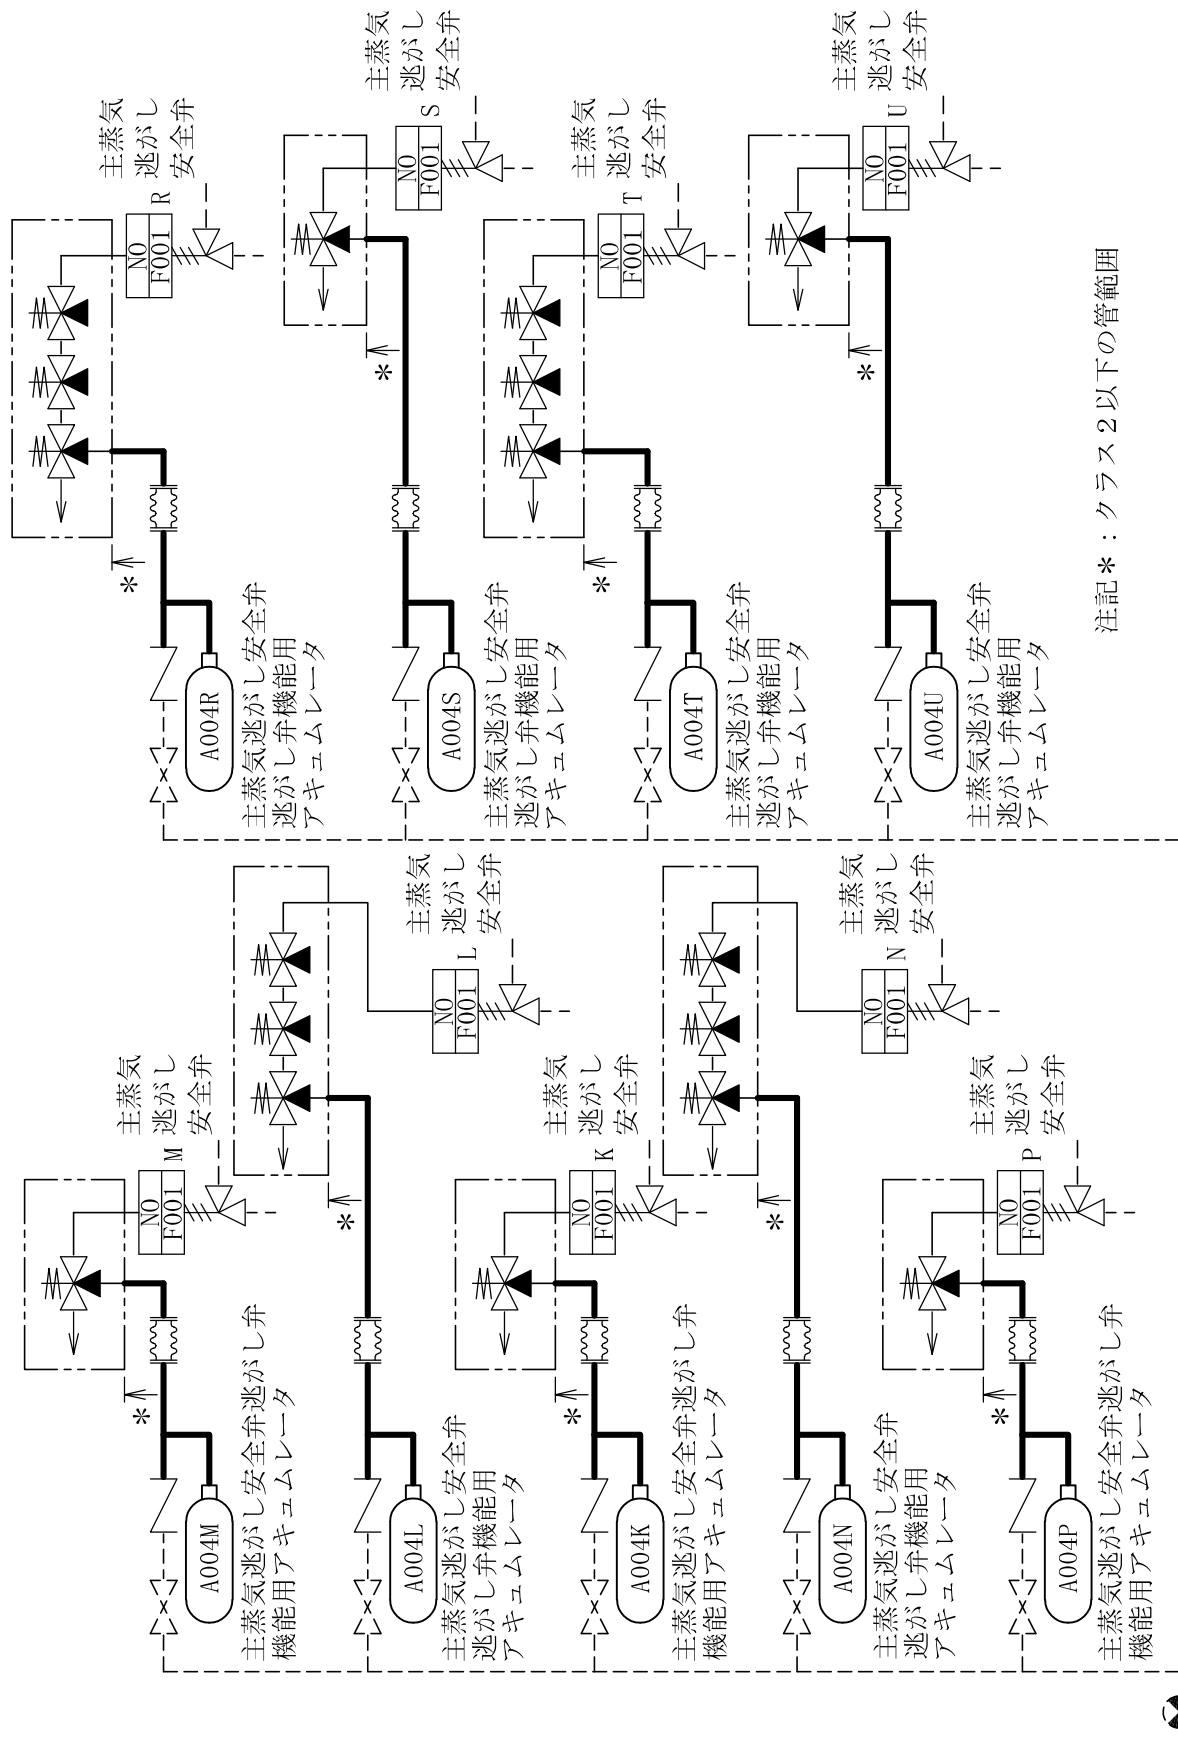 主蒸気
逃がし
安全弁
NO
F001
M
A004M
主蒸気逃がし安全弁逃がし弁
機能用アキュムレータ
*
主蒸気
逃がし
安全弁
NO
F001
L
A004L
主蒸気逃がし安全弁
逃がし弁機能用
アキュムレータ
*
主蒸気
逃がし
安全弁
NO
F001
K
A004K
主蒸気逃がし安全弁逃がし弁
機能用アキュムレータ
*
主蒸気
逃がし
安全弁
NO
F001
N
A004N
主蒸気逃がし安全弁
逃がし弁機能用
アキュムレータ
*
主蒸気
逃がし
安全弁
NO
F001
P
A004P
主蒸気逃がし安全弁逃がし弁
機能用アキュムレータ
*
主蒸気
逃がし
安全弁
NO
F001
R
A004R
主蒸気逃がし安全弁
逃がし弁機能用
アキュムレータ
*
主蒸気
逃がし
安全弁
NO
F001
S
A004S
主蒸気逃がし安全弁
逃がし弁機能用
アキュムレータ
*
主蒸気
逃がし
安全弁
NO
F001
T
A004T
主蒸気逃がし安全弁
逃がし弁機能用
アキュムレータ
*
主蒸気
逃がし
安全弁
NO
F001
U
A004U
主蒸気逃がし安全弁
逃がし弁機能用
アキュムレータ
*
注記*：クラス２以下の管範囲